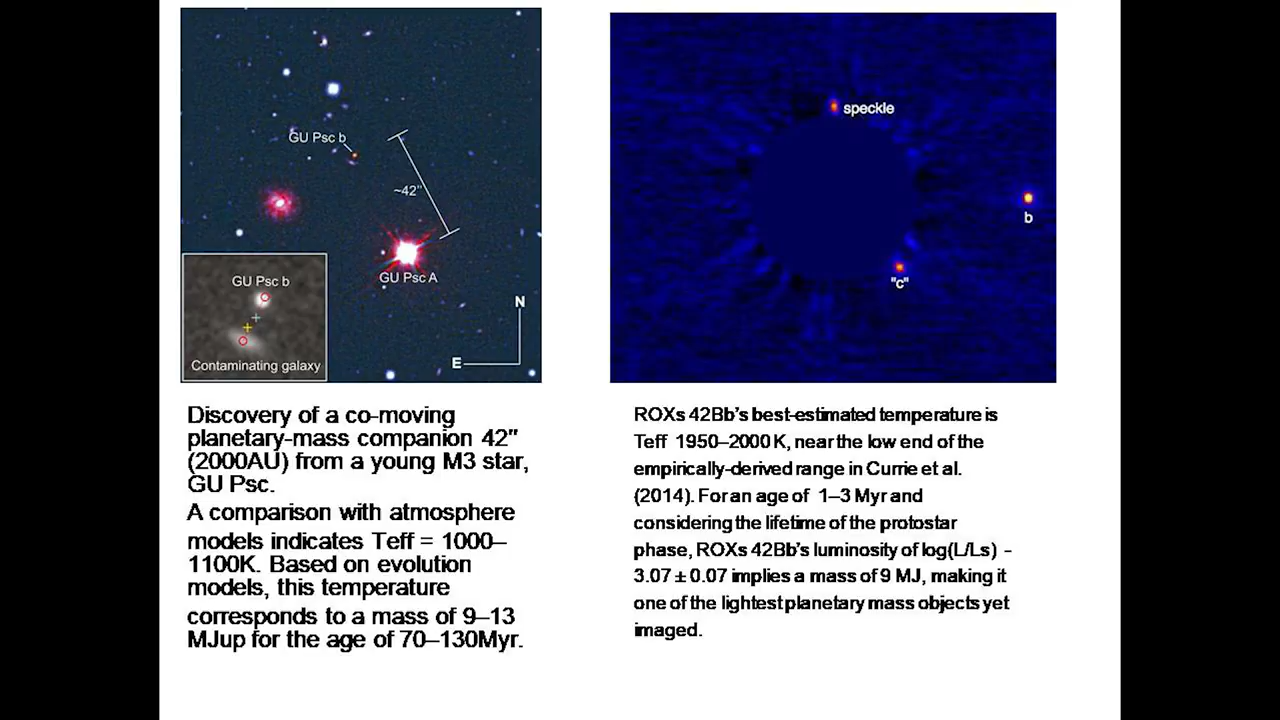 GU Psc b
~42"
GU Psc A
GU Psc b
Contaminating galaxy
N
E
Discovery of a co-moving
planetary-mass companion 42″
(2000AU) from a young M3 star,
GU Psc.
A comparison with atmosphere
models indicates Teff = 1000–
1100K. Based on evolution
models, this temperature
corresponds to a mass of 9–13
MJup for the age of 70–130Myr.
speckle
b
"c"
ROXs 42Bb’s best-estimated temperature is
Teff 1950–2000 K, near the low end of the
empirically-derived range in Currie et al.
(2014). For an age of 1–3 Myr and
considering the lifetime of the protostar
phase, ROXs 42Bb’s luminosity of log(L/Ls) -
3.07 ± 0.07 implies a mass of 9 MJ, making it
one of the lightest planetary mass objects yet
imaged.